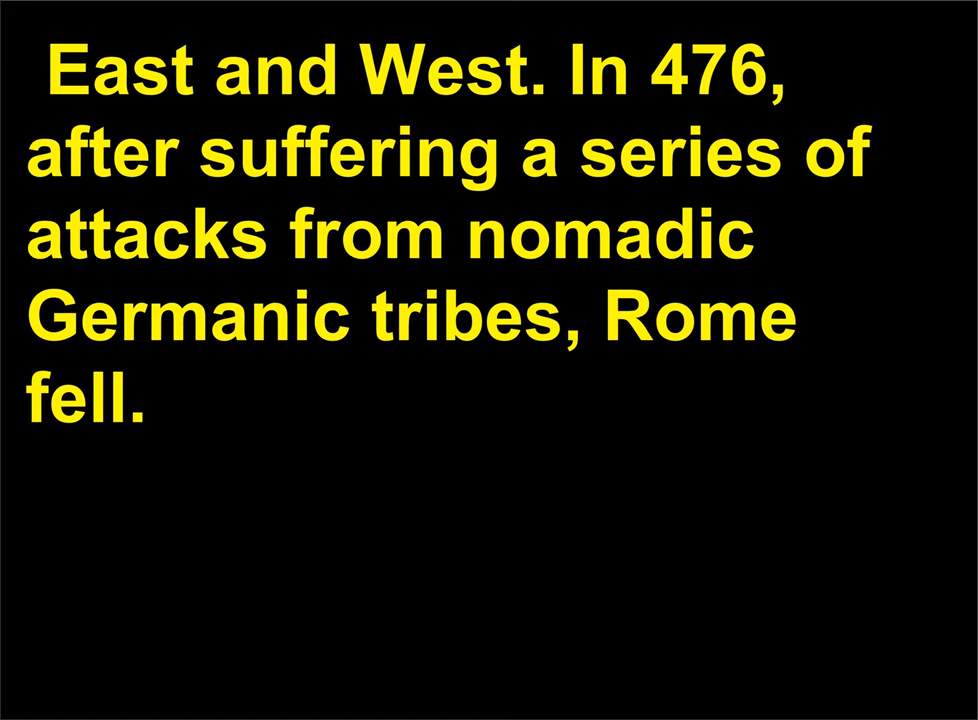 East and West. In 476,
after suffering a series of
attacks from nomadic
Germanic tribes, Rome
fell.